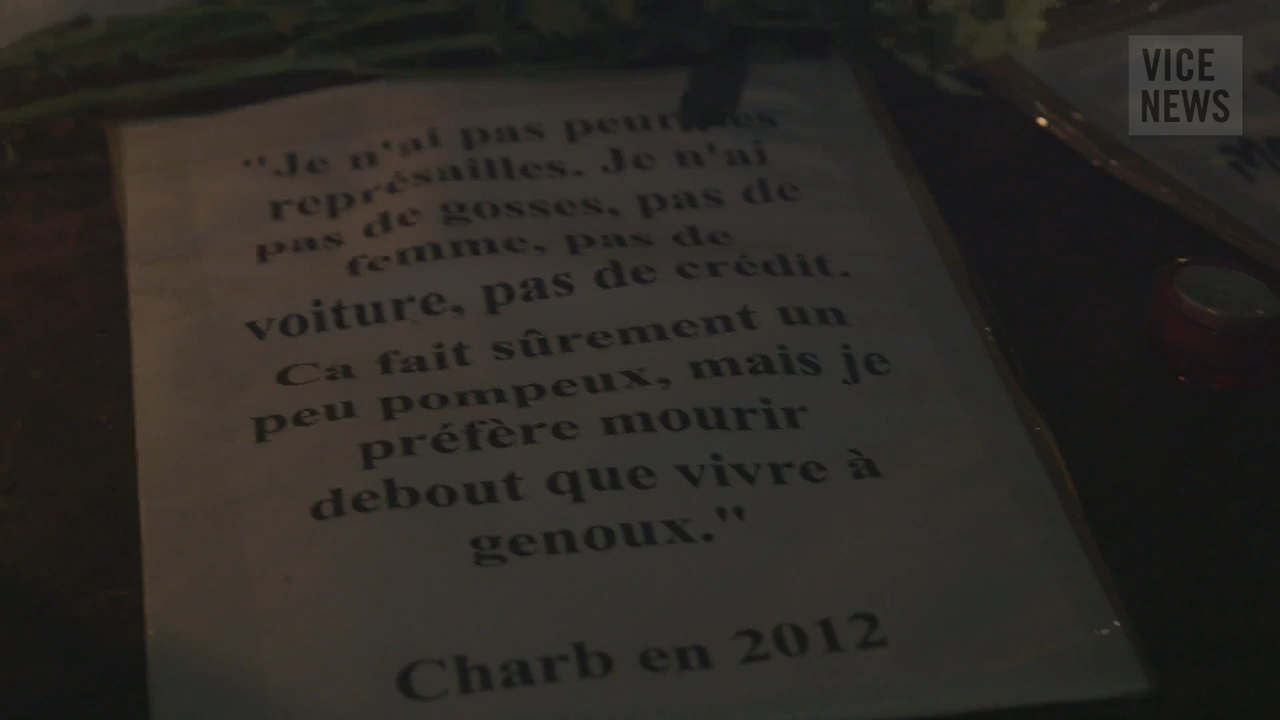 VICE
NEWS
"Je n'ai pas peur des
représailles. Je n'ai
pas de gosses, pas de
femme, pas de
voiture, pas de crédit.
Ca fait sûrement un
peu pompeux, mais je
préfère mourir
debout que vivre à
genoux."
Charb en 2012